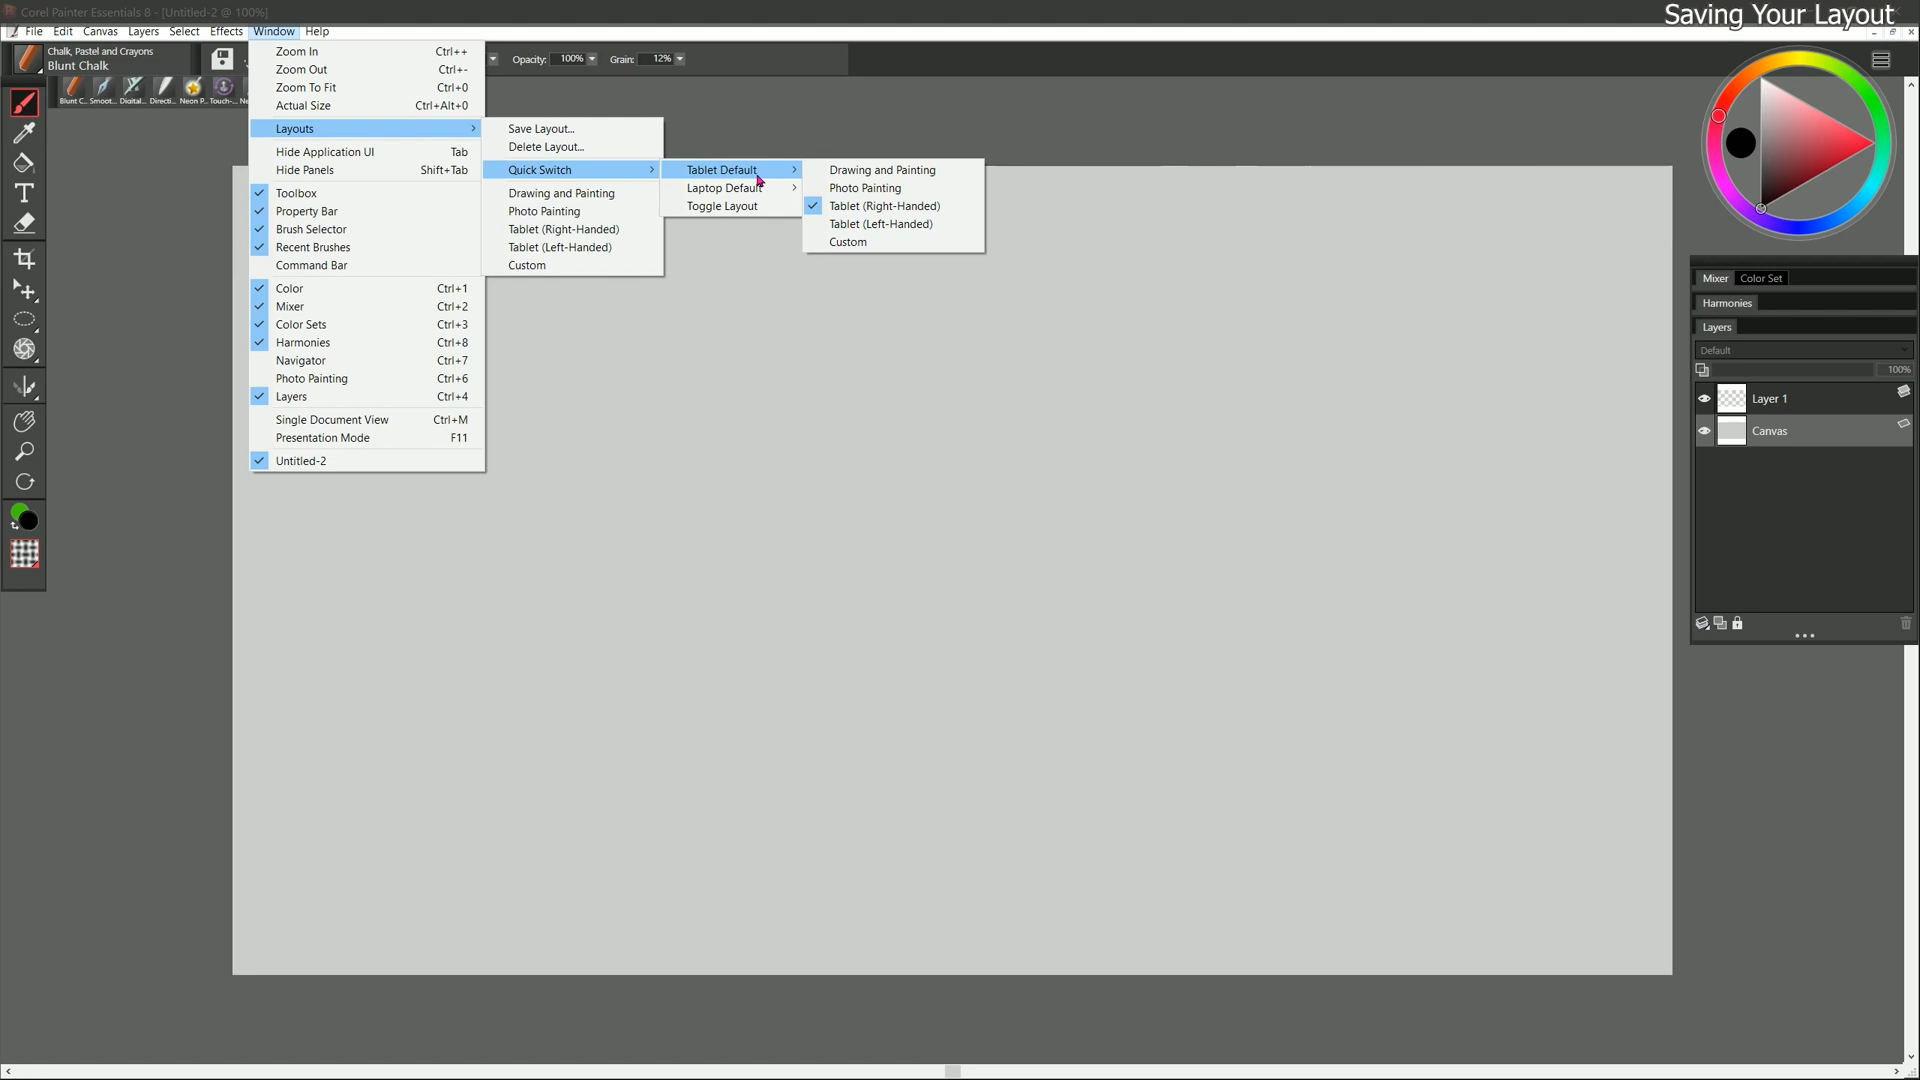 Corel Painter Essentials 8 - [Untitled-2 @ 100%]
Saving Your Layout
File Edit Canvas Layers Select Effects Window Help
Chalk, Pastel and Crayons
Blunt Chalk
Opacity: 100% Grain: 12%
Blunt C... Smoot... Digital... Directi... Neon P... Touch-...
Zoom In Ctrl++
Zoom Out Ctrl+-
Zoom To Fit Ctrl+0
Actual Size Ctrl+Alt+0
Layouts
Hide Application UI Tab
Hide Panels Shift+Tab
Toolbox
Property Bar
Brush Selector
Recent Brushes
Command Bar
Color Ctrl+1
Mixer Ctrl+2
Color Sets Ctrl+3
Harmonies Ctrl+8
Navigator Ctrl+7
Photo Painting Ctrl+6
Layers Ctrl+4
Single Document View Ctrl+M
Presentation Mode F11
Untitled-2
Save Layout...
Delete Layout...
Quick Switch
Drawing and Painting
Photo Painting
Tablet (Right-Handed)
Tablet (Left-Handed)
Custom
Tablet Default
Laptop Default
Toggle Layout
Drawing and Painting
Photo Painting
Tablet (Right-Handed)
Tablet (Left-Handed)
Custom
Mixer Color Set
Harmonies
Layers
Default
100%
Layer 1
Canvas